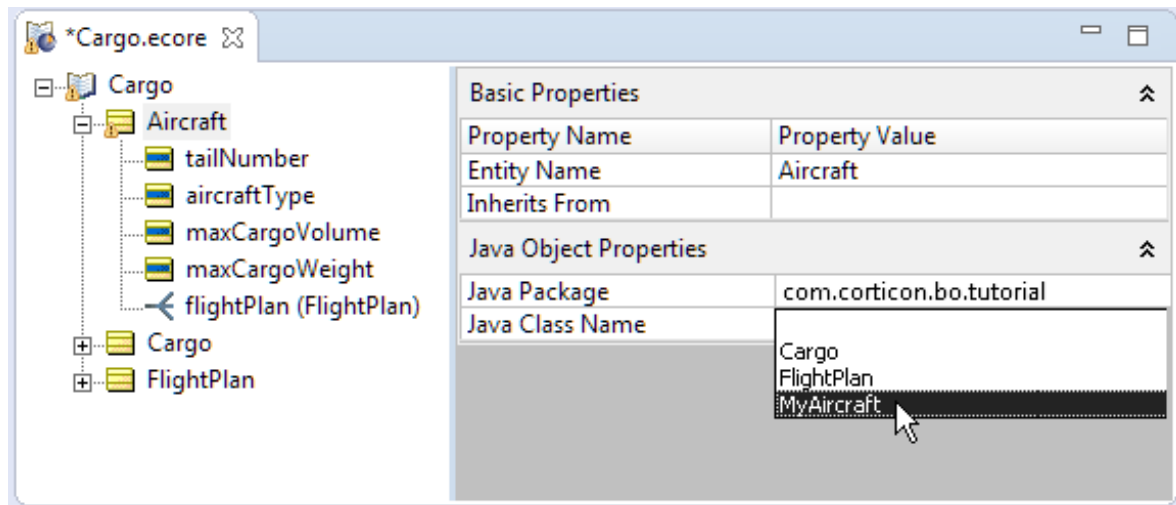 *Cargo.ecore
Cargo
Aircraft
tailNumber
aircraftType
maxCargoVolume
maxCargoWeight
flightPlan (FlightPlan)
Cargo
FlightPlan
Basic Properties
Property Name Property Value
Entity Name Aircraft
Inherits From
Java Object Properties
Java Package com.corticon.bo.tutorial
Java Class Name
Cargo
FlightPlan
MyAircraft